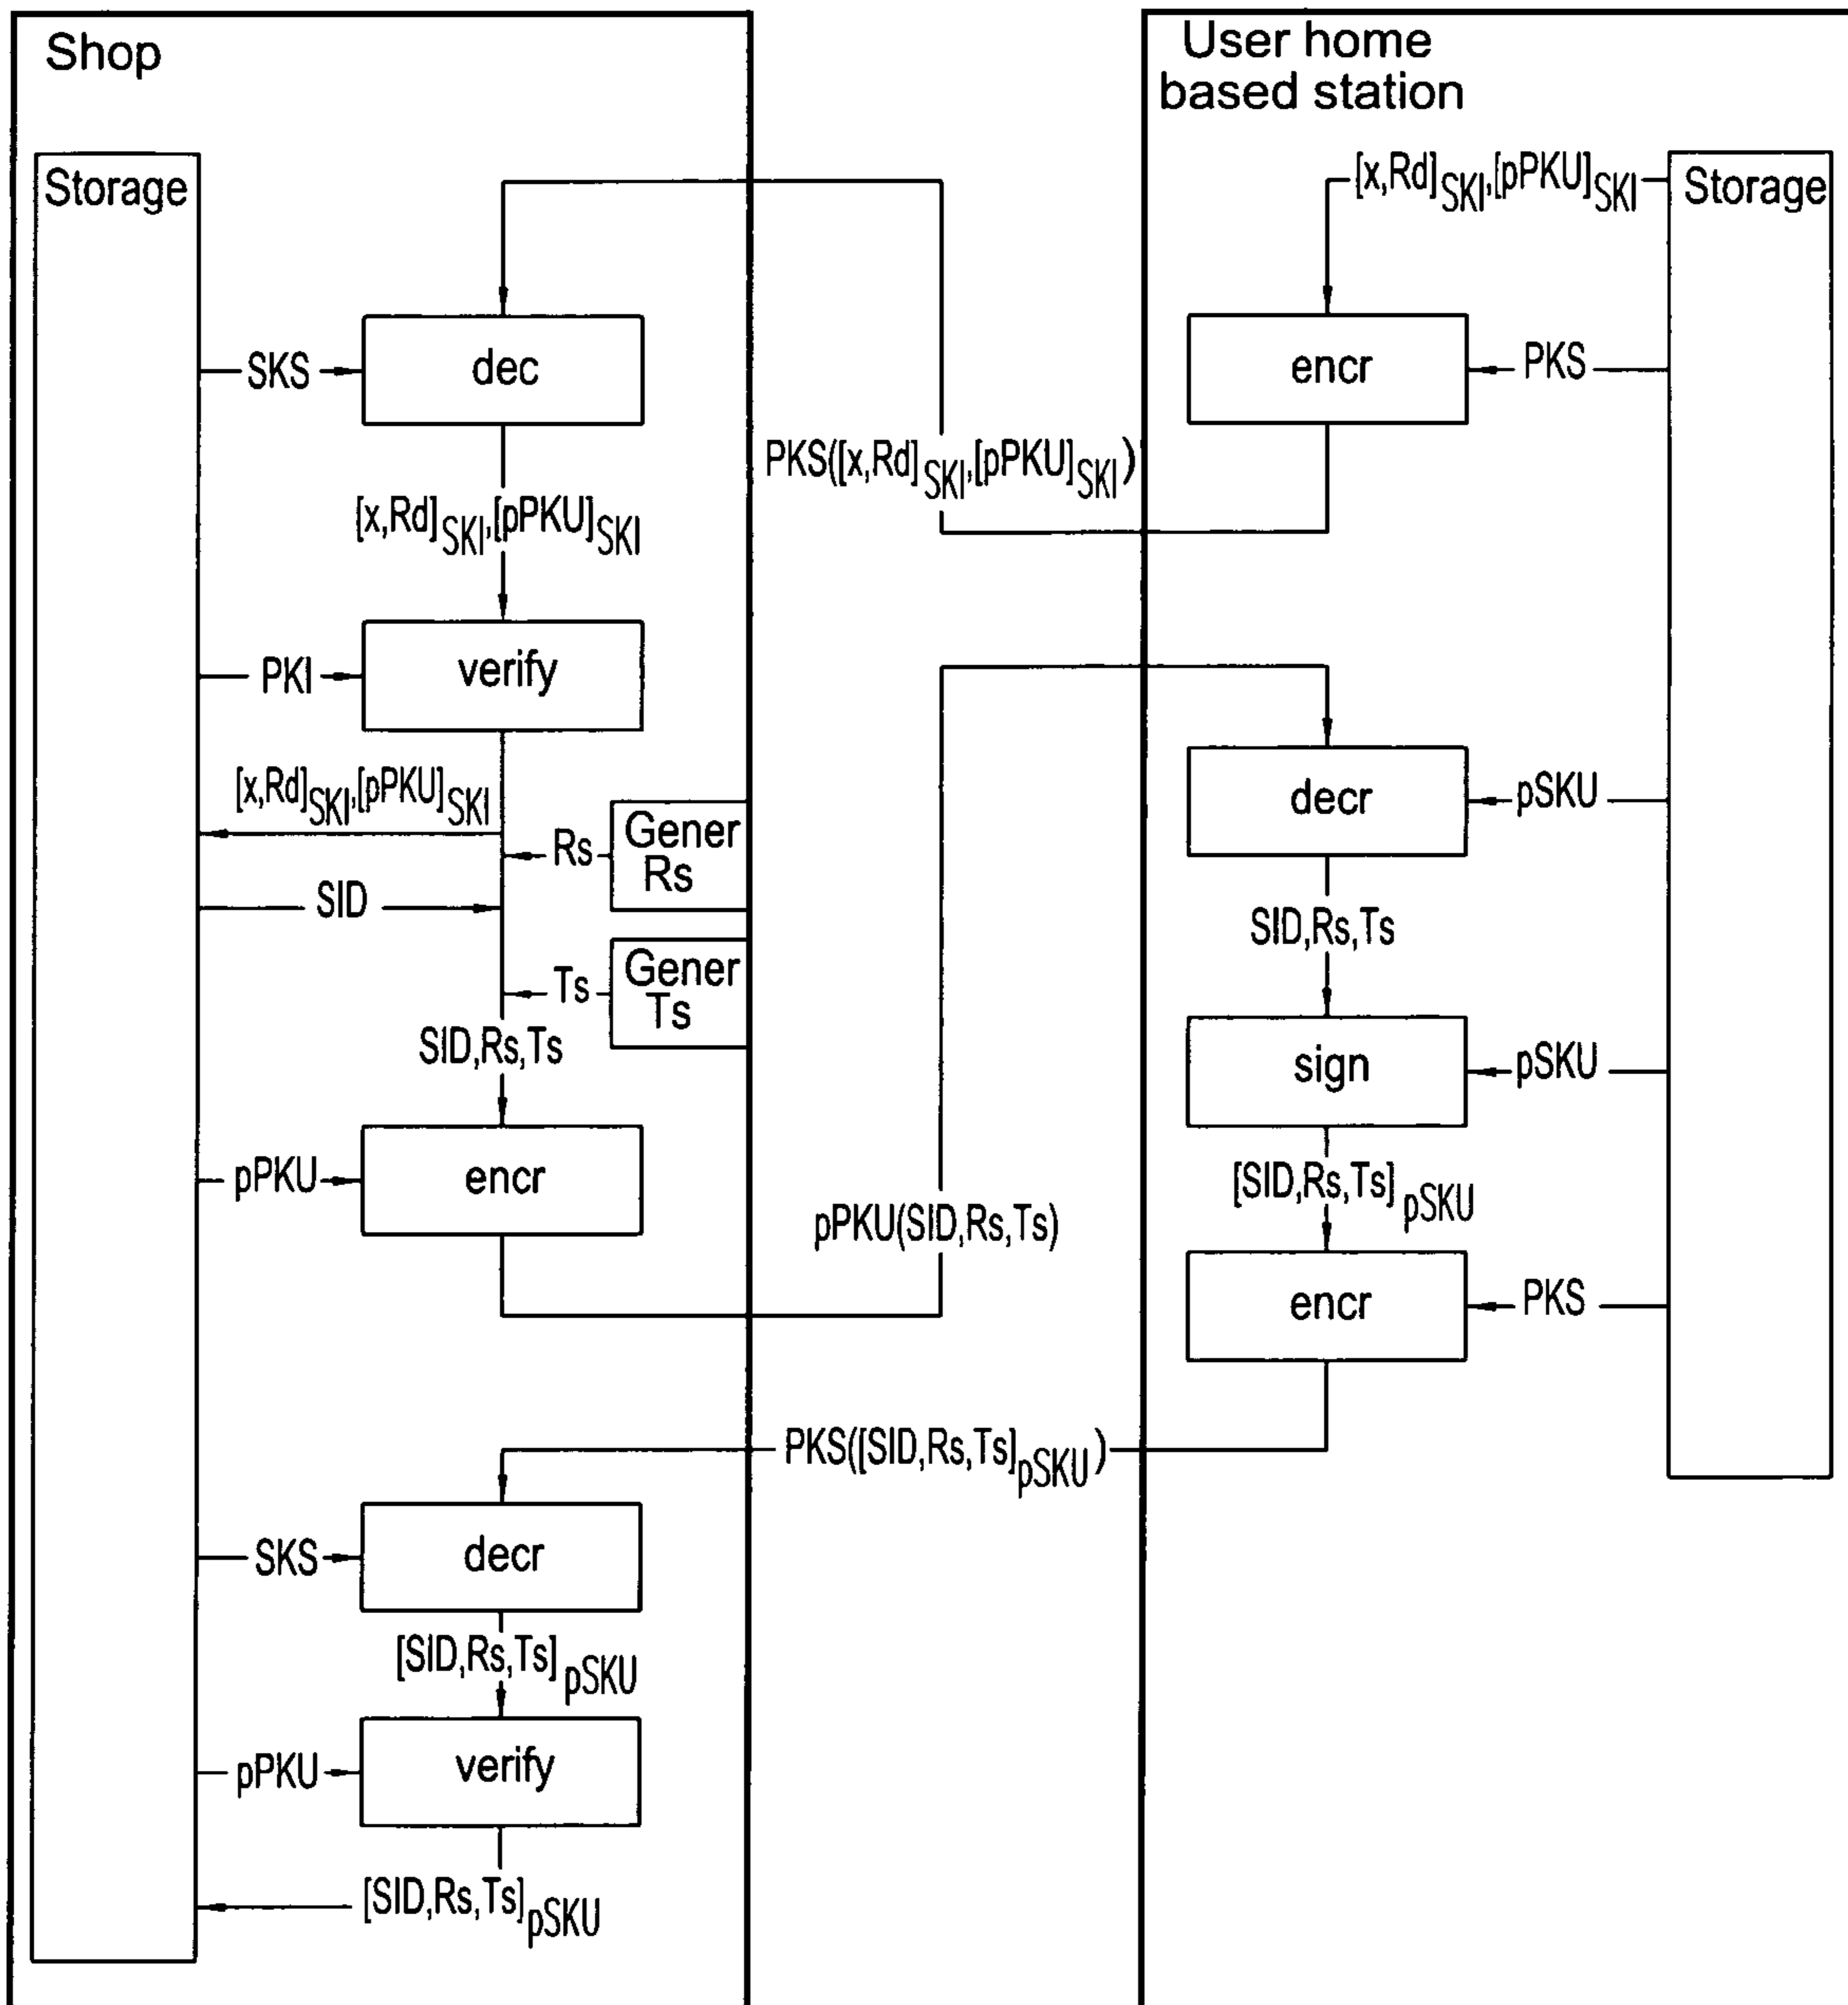 Shop
User home
based station
Storage
[x,Rd]SKI,[pPKU]SKI
Storage
SKS
dec
encr
PKS
PKS([x,Rd]SKI,[pPKU]SKI)
[x,Rd]SKI,[pPKU]SKI
PKI
verify
[x,Rd]SKI,[pPKU]SKI
Rs
Gener
Rs
decr
pSKU
SID
SID,Rs,Ts
Ts
Gener
Ts
SID,Rs,Ts
sign
pSKU
pPKU
encr
[SID,Rs,Ts]pSKU
pPKU(SID,Rs,Ts)
encr
PKS
PKS([SID,Rs,Ts]pSKU)
SKS
decr
[SID,Rs,Ts]pSKU
pPKU
verify
[SID,Rs,Ts]pSKU